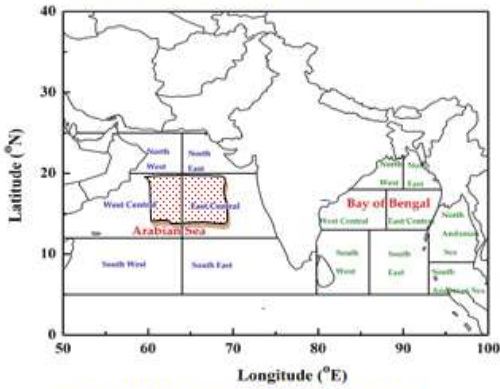 40
30
20
10
0
Latitude (°N)
North
West
North
East
West Central
East Central
Arabian Sea
South West
South East
North
West
North
East
Bay of Bengal
West Central
East Central
South
West
South
East
North
Andaman
Sea
South
Andaman Sea
50
60
70
80
90
100
Longitude (°E)